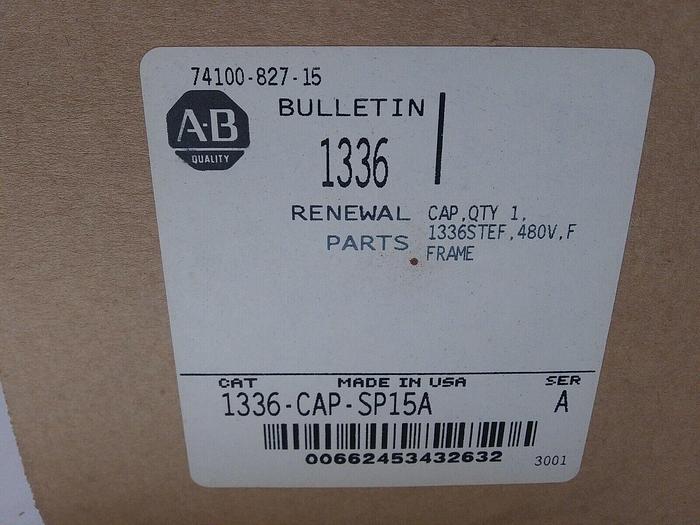 74100-827-15
A-B
QUALITY
BULLETIN
1336
RENEWAL
PARTS
CAP,QTY 1,
1336STEF,480V,F
FRAME
CAT MADE IN USA SER
1336-CAP-SP15A A
00662453432632 3001